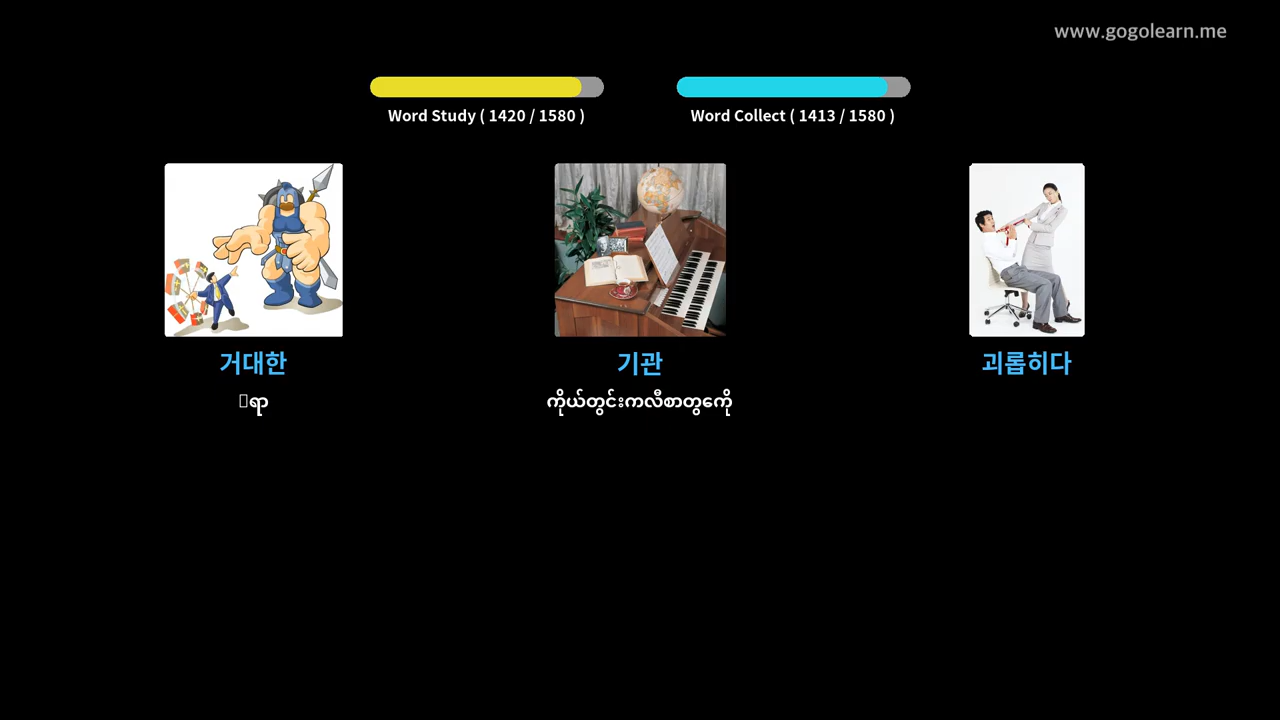 www.gogolearn.me
Word Study ( 1420 / 1580 )
Word Collect ( 1413 / 1580 )
거대한
기관
괴롭히다
ရာ
ကိုယ်တွင်းကလီစာတွကေို